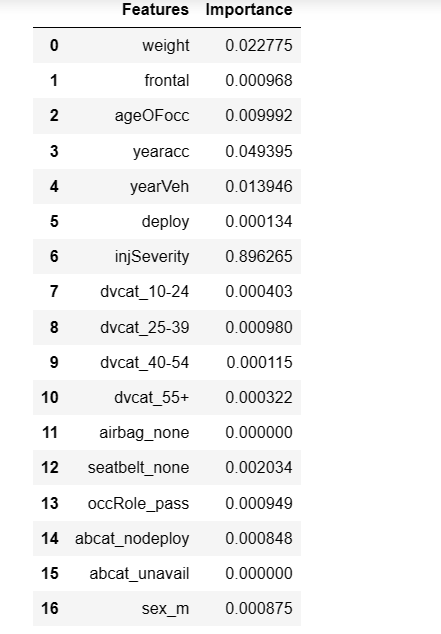 Features Importance
0 weight 0.022775
1 frontal 0.000968
2 ageOFocc 0.009992
3 yearacc 0.049395
4 yearVeh 0.013946
5 deploy 0.000134
6 injSeverity 0.896265
7 dvcat_10-24 0.000403
8 dvcat_25-39 0.000980
9 dvcat_40-54 0.000115
10 dvcat_55+ 0.000322
11 airbag_none 0.000000
12 seatbelt_none 0.002034
13 occRole_pass 0.000949
14 abcat_nodeploy 0.000848
15 abcat_unavail 0.000000
16 sex_m 0.000875